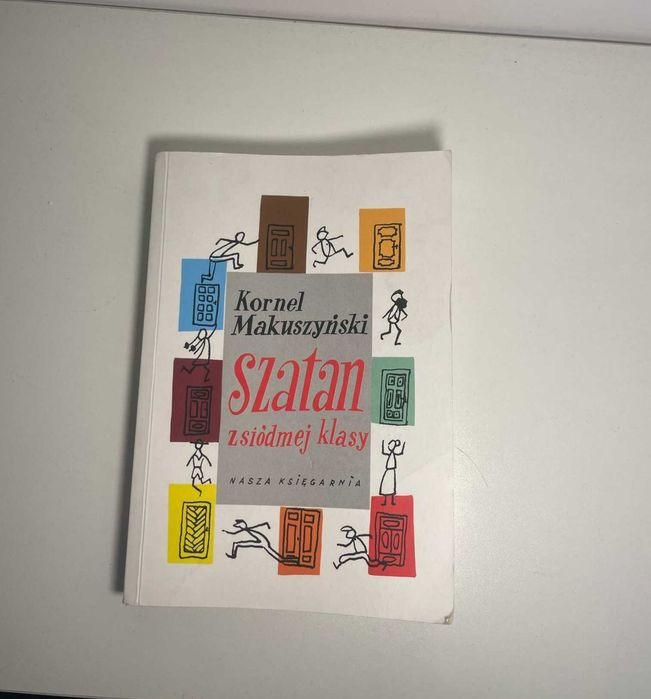 Kornel
Makuszyński
Szatan
z siódmej klasy
NASZA KSIĘGARNIA